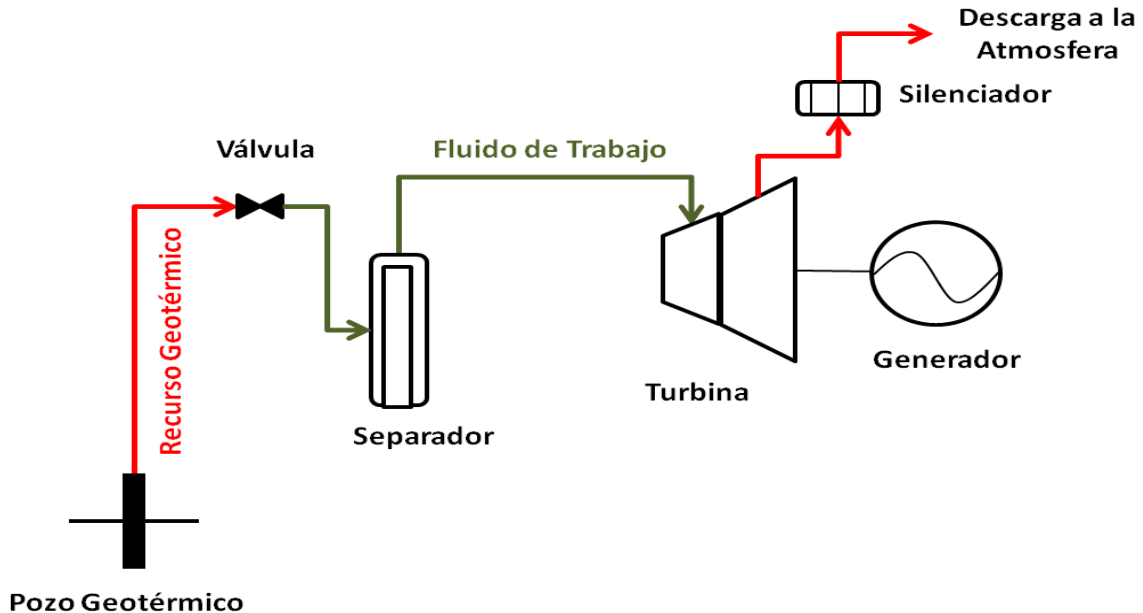 Descarga a la
Atmosfera
Silenciador
Válvula
Fluido de Trabajo
Recurso Geotérmico
Generador
Turbina
Separador
Pozo Geotérmico